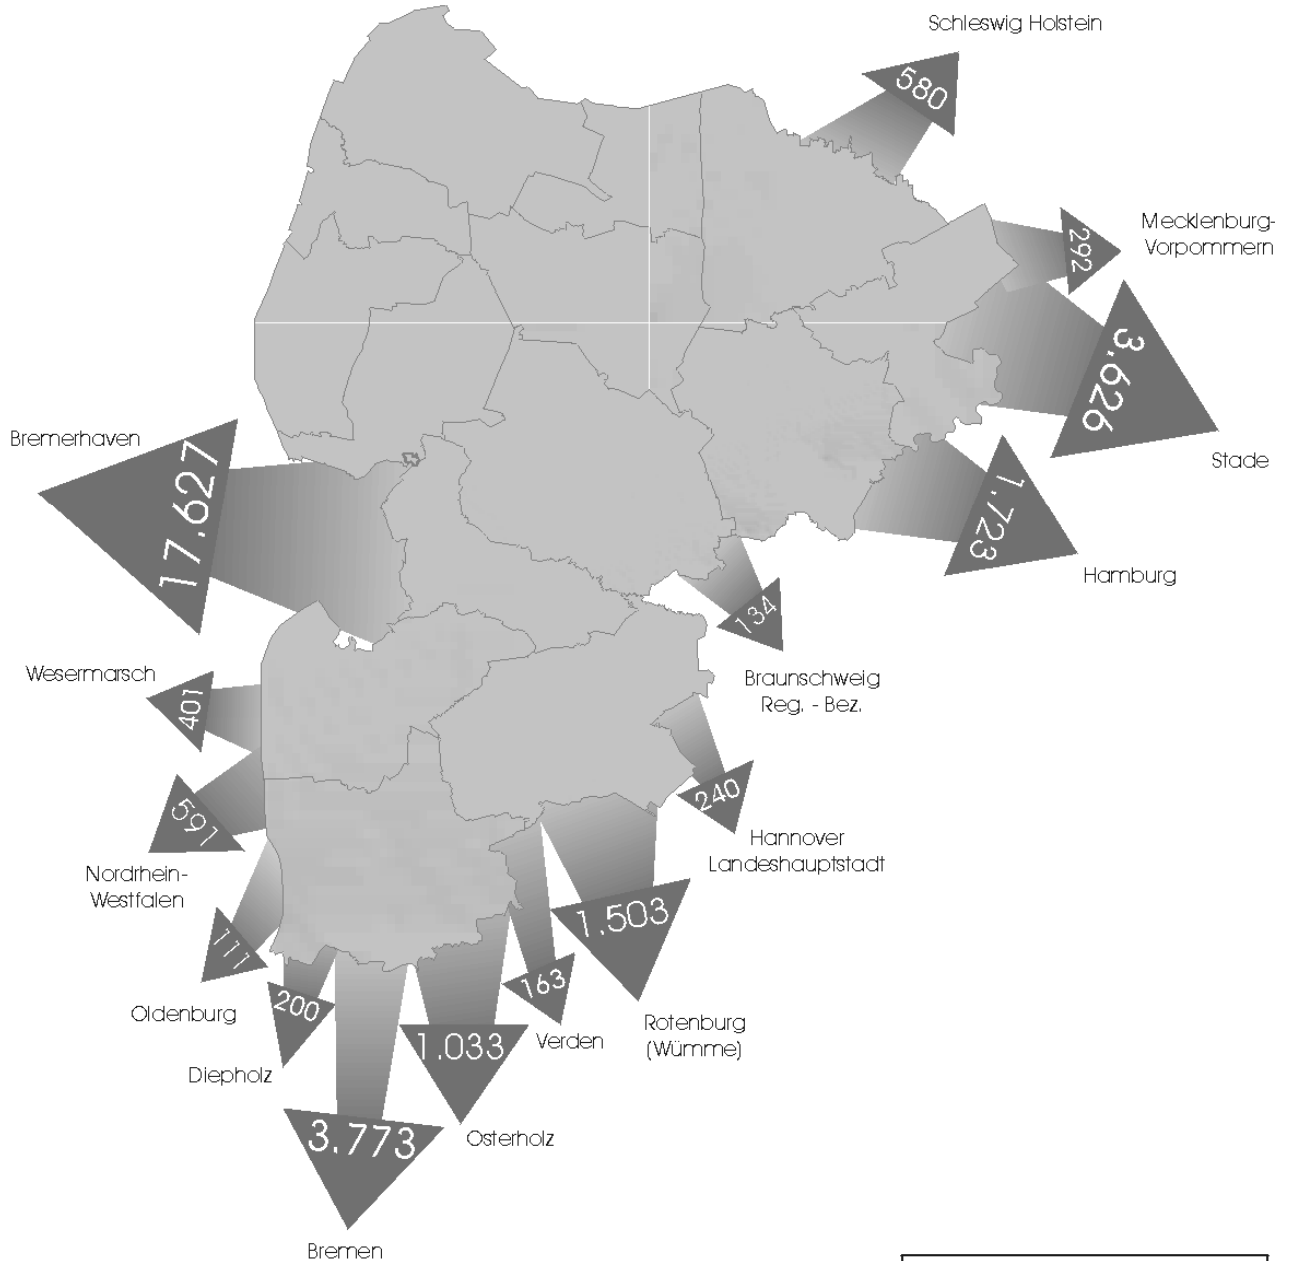 Schleswig Holstein
580
Mecklenburg-
Vorpommern
292
3.626
Stade
Bremerhaven
17.627
1.723
Hamburg
134
Braunschweig
Reg. - Bez.
Wesermarsch
401
591
Nordrhein-
Westfalen
240
Hannover
Landeshauptstadt
111
Oldenburg
200
Diepholz
3.773
Bremen
1.033
Osterholz
163
Verden
1.503
Rotenburg
(Wümme)